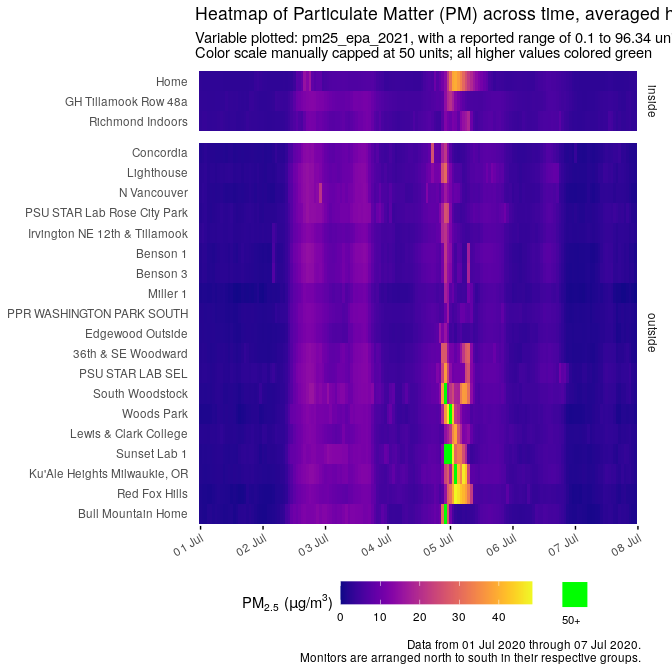 Heatmap of Particulate Matter (PM) across time, averaged h
Variable plotted: pm25_epa_2021, with a reported range of 0.1 to 96.34 un
Color scale manually capped at 50 units; all higher values colored green
Home
GH Tillamook Row 48a
Richmond Indoors
inside
Concordia
Lighthouse
N Vancouver
PSU STAR Lab Rose City Park
Irvington NE 12th & Tillamook
Benson 1
Benson 3
Miller 1
PPR WASHINGTON PARK SOUTH
Edgewood Outside
36th & SE Woodward
PSU STAR LAB SEL
South Woodstock
Woods Park
Lewis & Clark College
Sunset Lab 1
Ku'Ale Heights Milwaukie, OR
Red Fox Hills
Bull Mountain Home
outside
01 Jul 02 Jul 03 Jul 04 Jul 05 Jul 06 Jul 07 Jul 08 Jul
PM2.5 (µg/m3)
0 10 20 30 40 50+
Data from 01 Jul 2020 through 07 Jul 2020.
Monitors are arranged north to south in their respective groups.